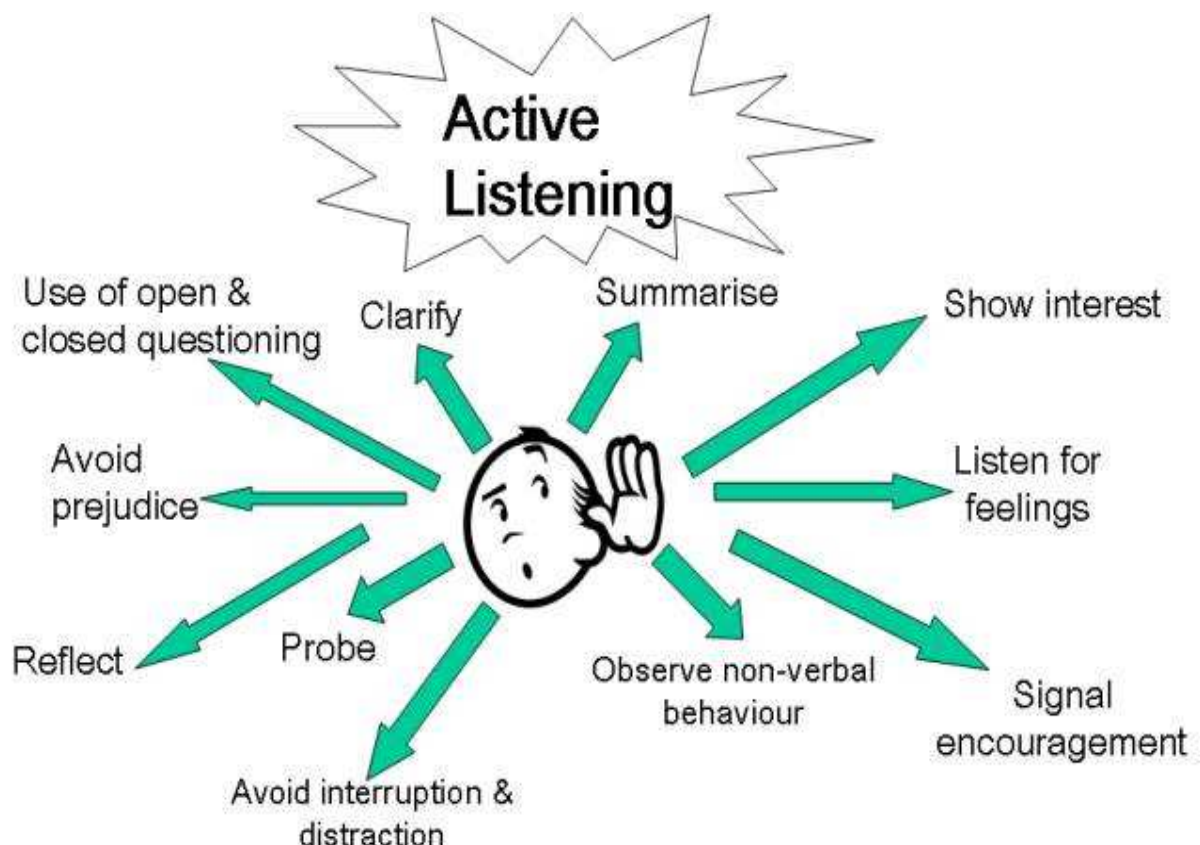 Active
Listening
Use of open &
closed questioning
Clarify
Summarise
Show interest
Avoid
prejudice
Listen for
feelings
Reflect
Probe
Observe non-verbal
behaviour
Signal
encouragement
Avoid interruption &
distraction